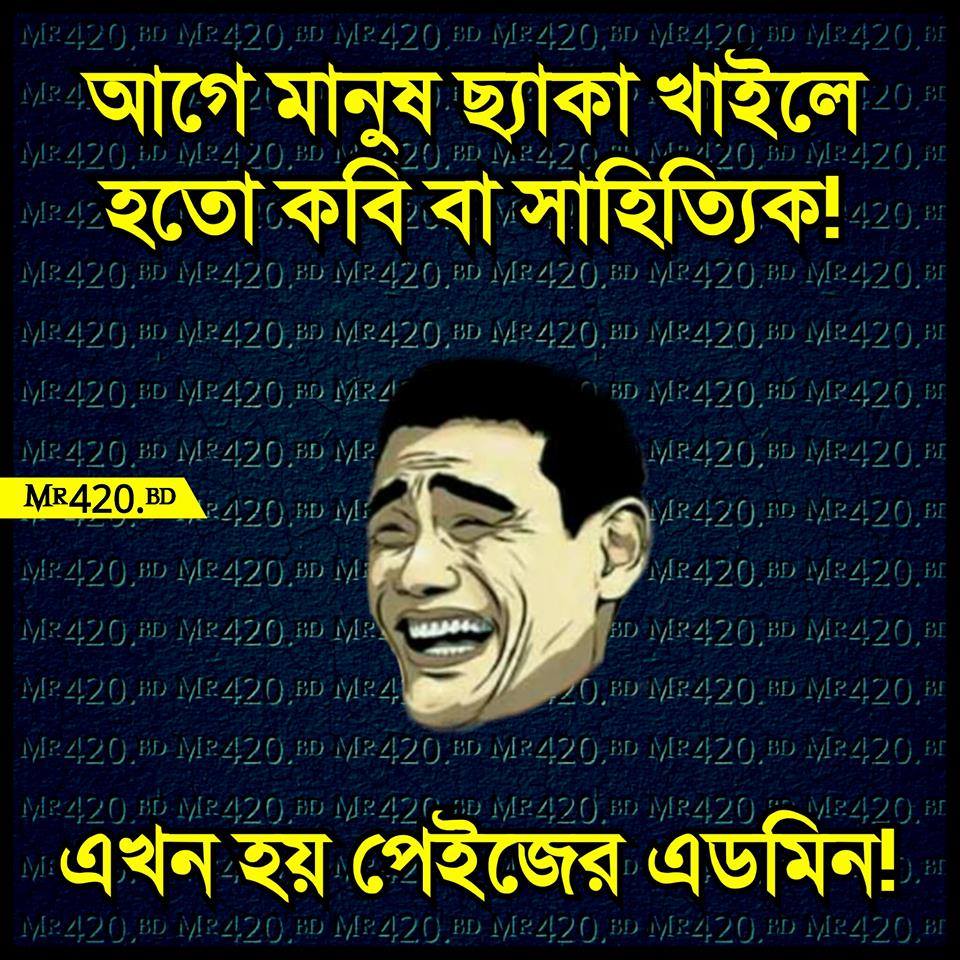 আগে মানুষ ছ্যাকা খাইলে
হতো কবি বা সাহিত্যিক!
MR420.BD
এখন হয় পেইজের এডমিন!